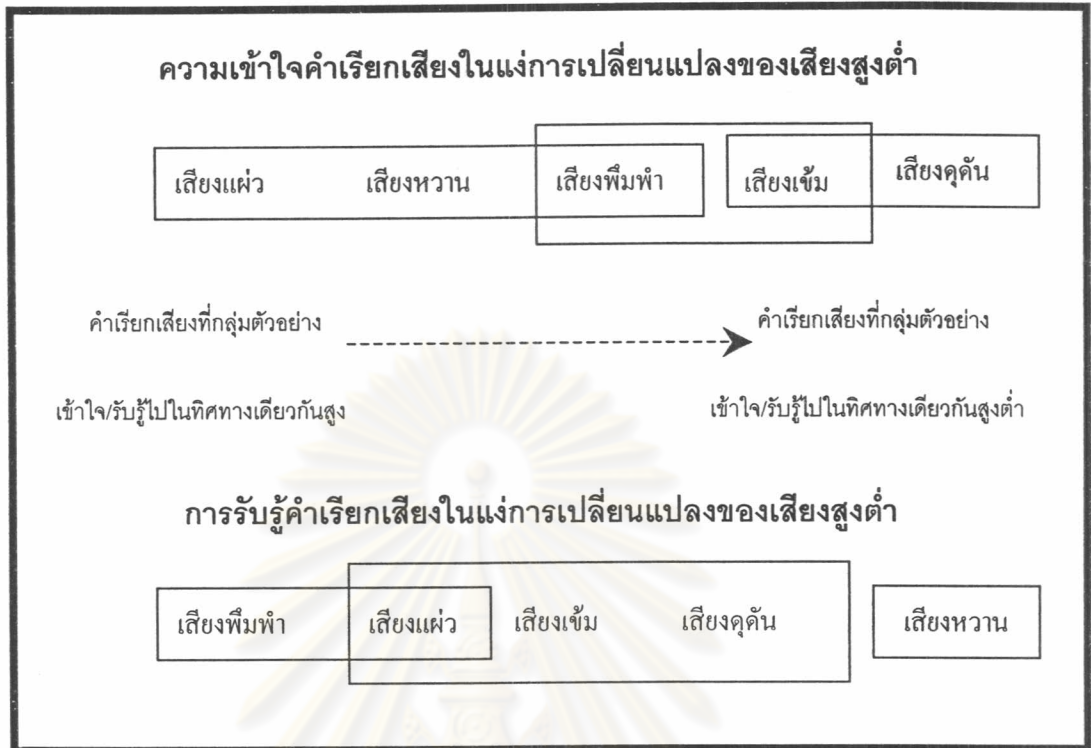 ความเข้าใจคำเรียกเสียงในแง่การเปลี่ยนแปลงของเสียงสูงต่ำ
เสียงแผ่ว เสียงหวาน เสียงพึมพำ เสียงเข้ม เสียงดุดัน
คำเรียกเสียงที่กลุ่มตัวอย่าง คำเรียกเสียงที่กลุ่มตัวอย่าง
เข้าใจ/รับรู้ไปในทิศทางเดียวกันสูง เข้าใจ/รับรู้ไปในทิศทางเดียวกันสูงต่ำ
การรับรู้คำเรียกเสียงในแง่การเปลี่ยนแปลงของเสียงสูงต่ำ
เสียงพึมพำ เสียงแผ่ว เสียงเข้ม เสียงดุดัน เสียงหวาน